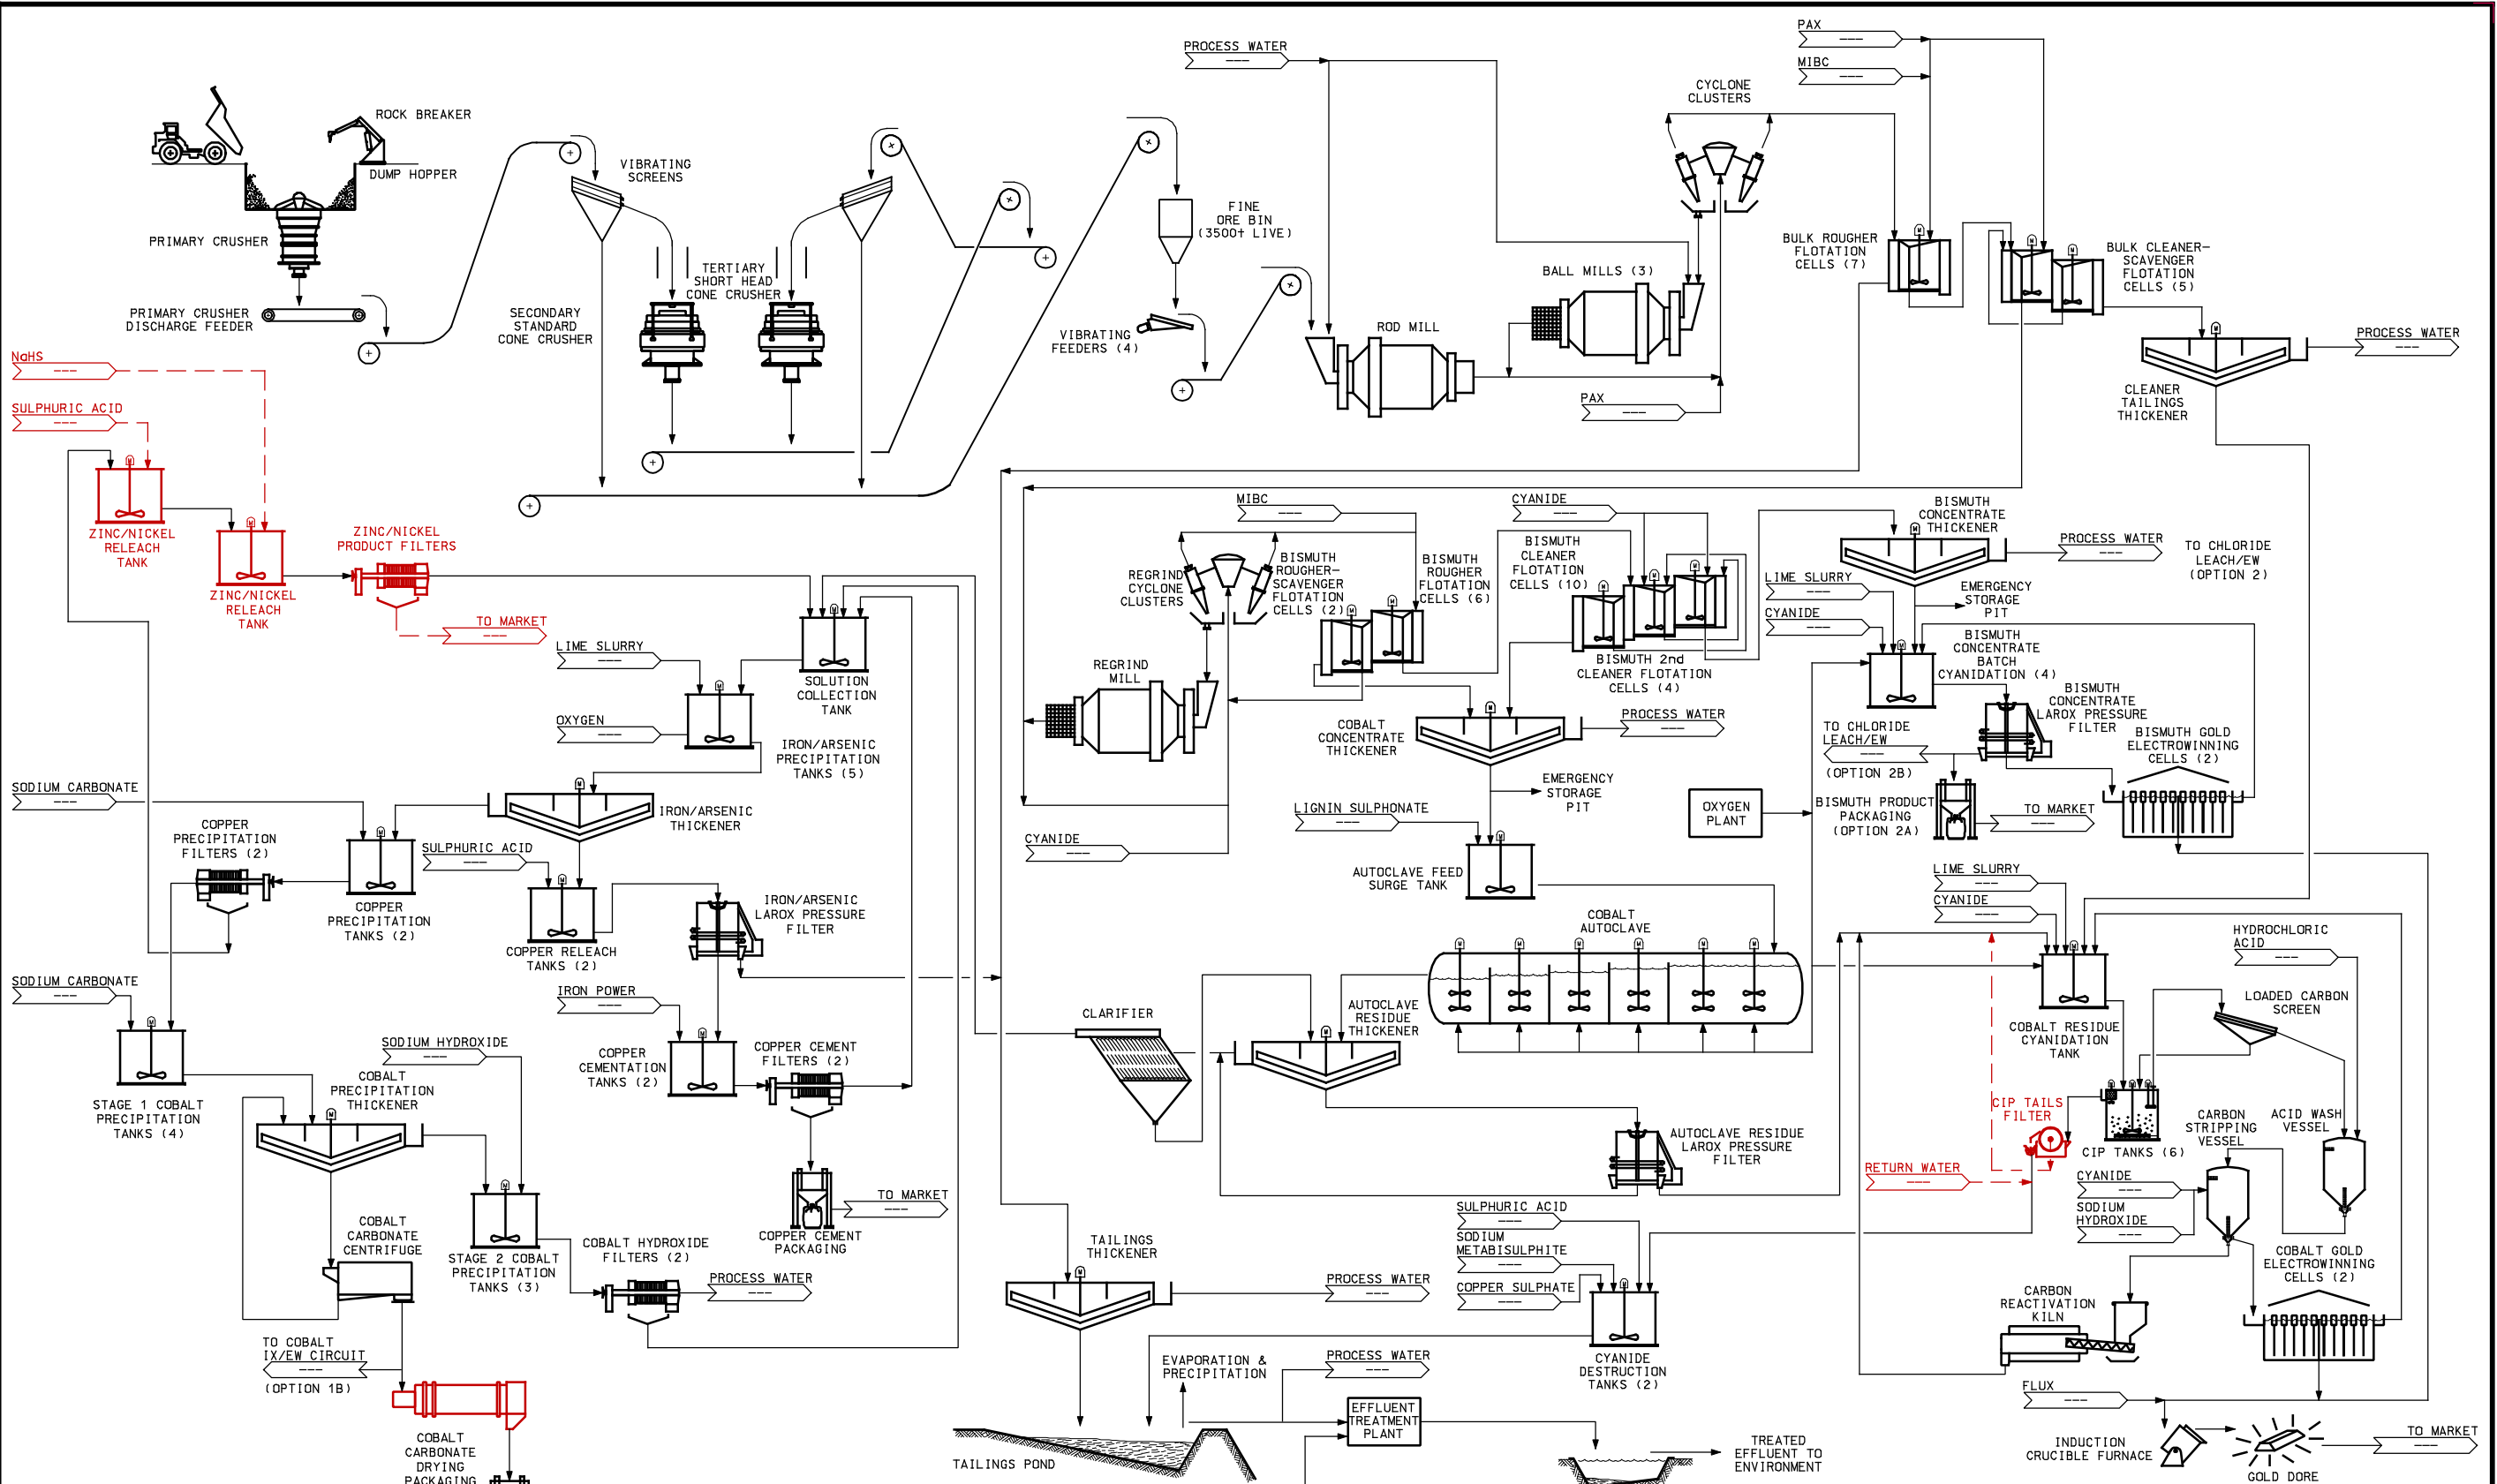 PROCESS WATER
---
PAX
---
MIBC
---
CYCLONE
CLUSTERS
ROCK BREAKER
DUMP HOPPER
VIBRATING
SCREENS
PRIMARY CRUSHER
FINE
ORE BIN
(3500t LIVE)
BULK ROUGHER
FLOTATION
CELLS (7)
BULK CLEANER-
SCAVENGER
FLOTATION
CELLS (5)
TERTIARY
SHORT HEAD
CONE CRUSHER
BALL MILLS (3)
PRIMARY CRUSHER
DISCHARGE FEEDER
SECONDARY
STANDARD
CONE CRUSHER
VIBRATING
FEEDERS (4)
ROD MILL
PROCESS WATER
---
NaHS
---
CLEANER
TAILINGS
THICKENER
PAX
---
SULPHURIC ACID
---
ZINC/NICKEL
RELEACH
TANK
ZINC/NICKEL
PRODUCT FILTERS
ZINC/NICKEL
RELEACH
TANK
TO MARKET
---
MIBC
---
CYANIDE
---
BISMUTH
CONCENTRATE
THICKENER
PROCESS WATER
---
TO CHLORIDE
LEACH/EW
(OPTION 2)
REGRIND
CYCLONE
CLUSTERS
BISMUTH
ROUGHER-
SCAVENGER
FLOTATION
CELLS (2)
BISMUTH
ROUGHER
FLOTATION
CELLS (6)
BISMUTH
CLEANER
FLOTATION
CELLS (10)
LIME SLURRY
---
EMERGENCY
STORAGE
PIT
CYANIDE
---
BISMUTH
CONCENTRATE
BATCH
CYANIDATION (4)
LIME SLURRY
---
SOLUTION
COLLECTION
TANK
REGRIND
MILL
BISMUTH 2nd
CLEANER FLOTATION
CELLS (4)
BISMUTH
CONCENTRATE
LAROX PRESSURE
FILTER
OXYGEN
---
IRON/ARSENIC
PRECIPITATION
TANKS (5)
COBALT
CONCENTRATE
THICKENER
PROCESS WATER
---
TO CHLORIDE
LEACH/EW
---
(OPTION 2B)
BISMUTH GOLD
ELECTROWINNING
CELLS (2)
SODIUM CARBONATE
---
IRON/ARSENIC
THICKENER
EMERGENCY
STORAGE
PIT
LIGNIN SULPHONATE
---
OXYGEN
PLANT
BISMUTH PRODUCT
PACKAGING
(OPTION 2A)
TO MARKET
---
COPPER
PRECIPITATION
FILTERS (2)
SULPHURIC ACID
---
CYANIDE
---
AUTOCLAVE FEED
SURGE TANK
LIME SLURRY
---
CYANIDE
---
COPPER
PRECIPITATION
TANKS (2)
IRON/ARSENIC
LAROX PRESSURE
FILTER
COPPER RELEACH
TANKS (2)
COBALT
AUTOCLAVE
HYDROCHLORIC
ACID
---
SODIUM CARBONATE
---
IRON POWER
---
CLARIFIER
AUTOCLAVE
RESIDUE
THICKENER
LOADED CARBON
SCREEN
COBALT RESIDUE
CYANIDATION
TANK
SODIUM HYDROXIDE
---
COPPER
CEMENTATION
TANKS (2)
COPPER CEMENT
FILTERS (2)
STAGE 1 COBALT
PRECIPITATION
TANKS (4)
COBALT
PRECIPITATION
THICKENER
CIP TAILS
FILTER
CARBON
STRIPPING
VESSEL
ACID WASH
VESSEL
AUTOCLAVE RESIDUE
LAROX PRESSURE
FILTER
CIP TANKS (6)
RETURN WATER
---
CYANIDE
---
SODIUM
HYDROXIDE
---
TO MARKET
---
COPPER CEMENT
PACKAGING
COBALT
CARBONATE
CENTRIFUGE
STAGE 2 COBALT
PRECIPITATION
TANKS (3)
COBALT HYDROXIDE
FILTERS (2)
PROCESS WATER
---
TAILINGS
THICKENER
PROCESS WATER
---
SULPHURIC ACID
---
SODIUM
METABISULPHITE
---
COPPER SULPHATE
---
COBALT GOLD
ELECTROWINNING
CELLS (2)
CARBON
REACTIVATION
KILN
TO COBALT
IX/EW CIRCUIT
---
(OPTION 1B)
EVAPORATION &
PRECIPITATION
PROCESS WATER
---
CYANIDE
DESTRUCTION
TANKS (2)
FLUX
---
EFFLUENT
TREATMENT
PLANT
COBALT
CARBONATE
DRYING
PACKAGING
TAILINGS POND
TREATED
EFFLUENT TO
ENVIRONMENT
INDUCTION
CRUCIBLE FURNACE
TO MARKET
---
GOLD DORE